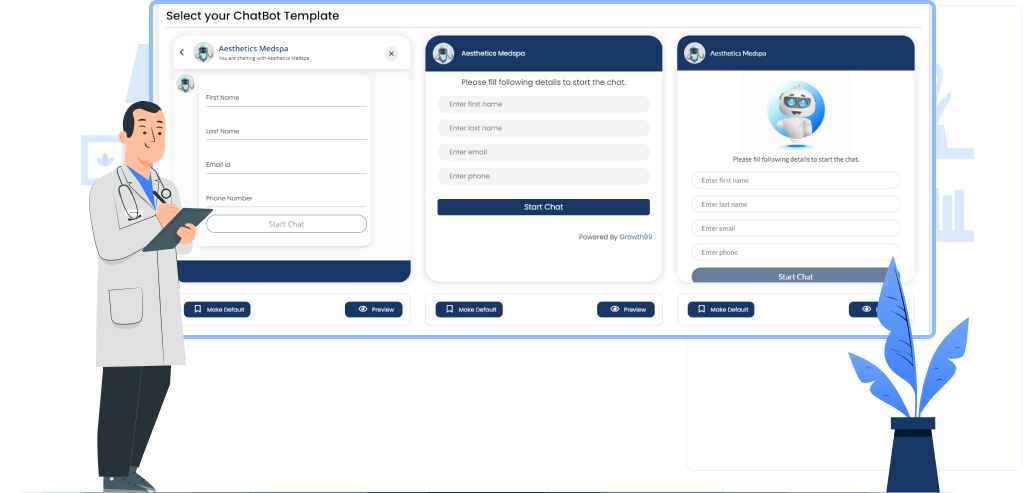 Select your ChatBot Template
Aesthetics Medspa
You are chatting with Aesthetics Medspa
First Name
Last Name
Email Id
Phone Number
Start Chat
Make Default
Preview
Aesthetics Medspa
Please fill following details to start the chat.
Enter first name
Enter last name
Enter email
Enter phone
Start Chat
Powered By Growth99
Make Default
Preview
Aesthetics Medspa
Please fill following details to start the chat.
Enter first name
Enter last name
Enter email
Enter phone
Start Chat
Make Default